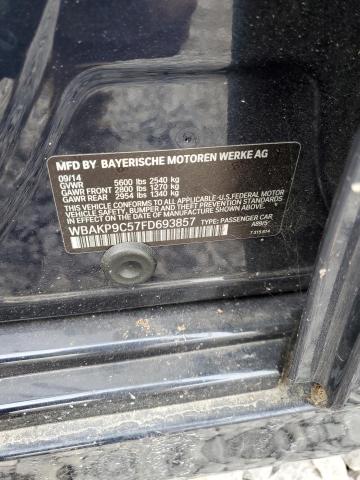 MFD BY BAYERISCHE MOTOREN WERKE AG
09/14
GVWR 5600 lbs 2540 kg
GAWR FRONT 2800 lbs 1270 kg
GAWR REAR 2954 lbs 1340 kg
THIS VEHICLE CONFORMS TO ALL APPLICABLE U.S.FEDERAL MOTOR
VEHICLE SAFETY, BUMPER AND THEFT PREVENTION
STANDARDS IN EFFECT ON THE DATE OF MANUFACTURE SHOWN ABOVE.
WBAKP9C57FD693857 TYPE: PASSENGER CAR
A89/5